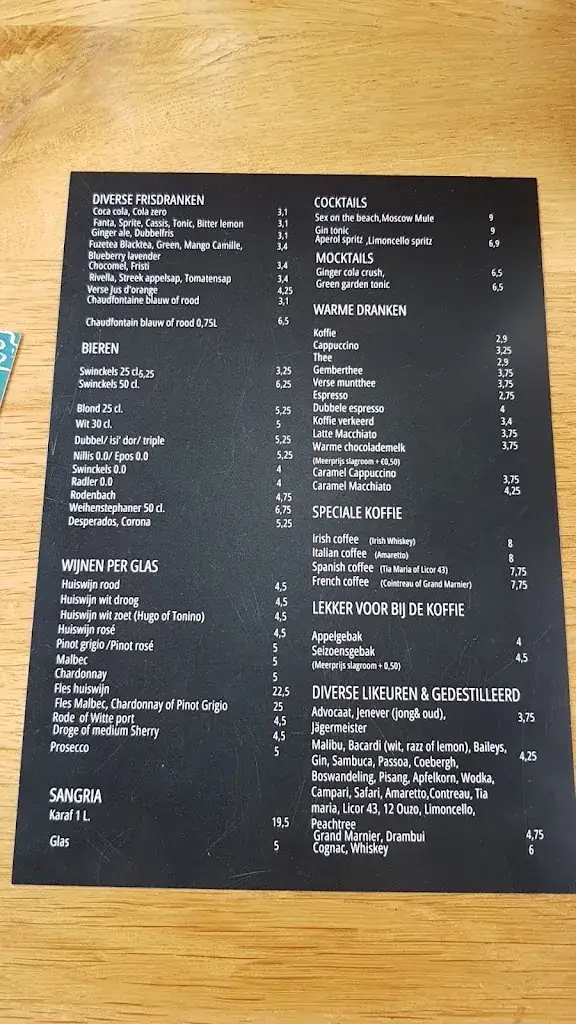 DIVERSE FRISDRANKEN
Coca cola, Cola zero 3,1
Fanta, Sprite, Cassis, Tonic, Bitter lemon 3,1
Ginger ale, Dubbelfris 3,1
Fuzetea Blacktea, Green, Mango Camille, 3,4
Blueberry lavender
Chocomel, Fristi 3,4
Rivella, Streek appelsap, Tomatensap 3,4
Verse Jus d'orange 4,25
Chaudfontaine blauw of rood 3,1
Chaudfontain blauw of rood 0,75L 6,5
BIEREN
Swinckels 25 cl,5,25 3,25
Swinckels 50 cl. 6,25
Blond 25 cl. 5,25
Wit 30 cl. 5
Dubbel/ isi' dor/ triple 5,25
Nillis 0.0/ Epos 0.0 5,25
Swinckels 0.0 4
Radler 0.0 4
Rodenbach 4,75
Weihenstephaner 50 cl. 6,75
Desperados, Corona 5,25
WIJNEN PER GLAS
Huiswijn rood 4,5
Huiswijn wit droog 4,5
Huiswijn wit zoet (Hugo of Tonino) 4,5
Huiswijn rosé 4,5
Pinot grigio /Pinot rosé 5
Malbec 5
Chardonnay 5
Fles huiswijn 22,5
Fles Malbec, Chardonnay of Pinot Grigio 25
Rode of Witte port 4,5
Droge of medium Sherry 4,5
Prosecco 5
SANGRIA
Karaf 1 L. 19,5
Glas 5
COCKTAILS
Sex on the beach,Moscow Mule 9
Gin tonic 9
Aperol spritz ,Limoncello spritz 6,9
MOCKTAILS
Ginger cola crush, 6,5
Green garden tonic 6,5
WARME DRANKEN
Koffie 2,9
Cappuccino 3,25
Thee 2,9
Gemberthee 3,75
Verse muntthee 3,75
Espresso 2,75
Dubbele espresso 4
Koffie verkeerd 3,4
Latte Macchiato 3,75
Warme chocolademelk 3,75
(Meerprijs slagroom + €0,50)
Caramel Cappuccino 3,75
Caramel Macchiato 4,25
SPECIALE KOFFIE
Irish coffee (Irish Whiskey) 8
Italian coffee (Amaretto) 8
Spanish coffee (Tia Maria of Licor 43) 7,75
French coffee (Cointreau of Grand Marnier) 7,75
LEKKER VOOR BIJ DE KOFFIE
Appelgebak 4
Seizoensgebak 4,5
(Meerprijs slagroom + 0,50)
DIVERSE LIKEUREN & GEDESTILLEERD
Advocaat, Jenever (jong& oud), 3,75
Jägermeister
Malibu, Bacardi (wit, razz of lemon), Baileys, 4,25
Gin, Sambuca, Passoa, Coebergh,
Boswandeling, Pisang, Apfelkorn, Wodka,
Campari, Safari, Amaretto,Contreau, Tia
maria, Licor 43, 12 Ouzo, Limoncello,
Peachtree
Grand Marnier, Drambui 4,75
Cognac, Whiskey 6